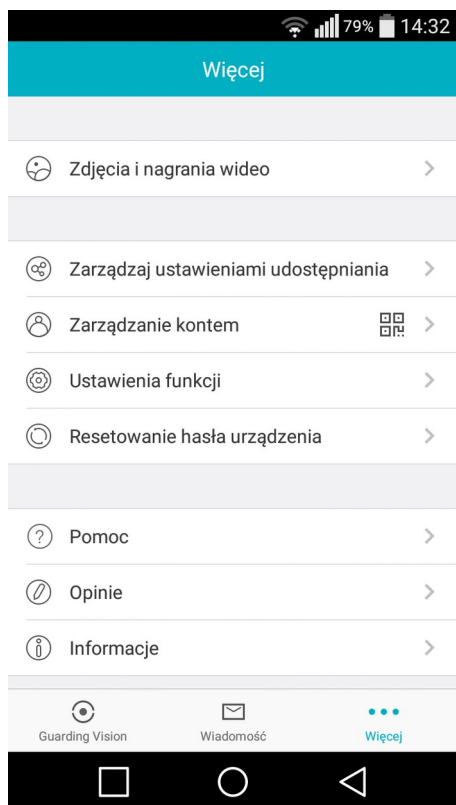 79% 14:32
Więcej
Zdjęcia i nagrania wideo
Zarządzaj ustawieniami udostępniania
Zarządzanie kontem
Ustawienia funkcji
Resetowanie hasła urządzenia
Pomoc
Opinie
Informacje
Guarding Vision Wiadomość Więcej